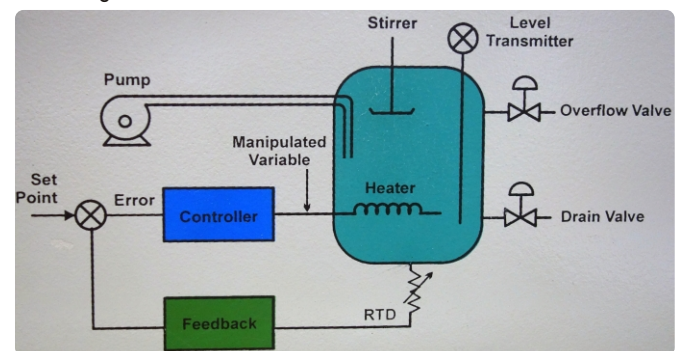 Stirrer
Level
Transmitter
Pump
Overflow Valve
Manipulated
Variable
Set
Point
Error
Controller
Heater
Drain Valve
RTD
Feedback